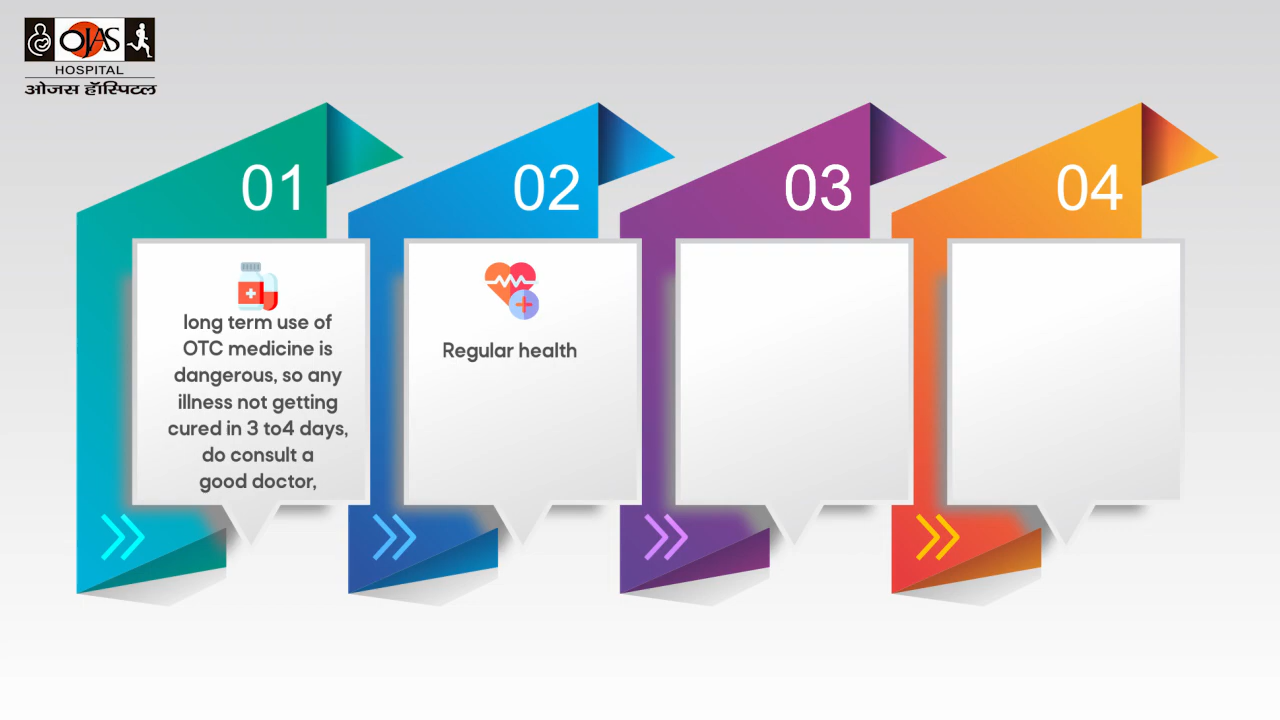 OJAS
HOSPITAL
ओजस हॉस्पिटल
01
02
03
04
long term use of
OTC medicine is
dangerous, so any
illness not getting
cured in 3 to4 days,
do consult a
good doctor,
Regular health